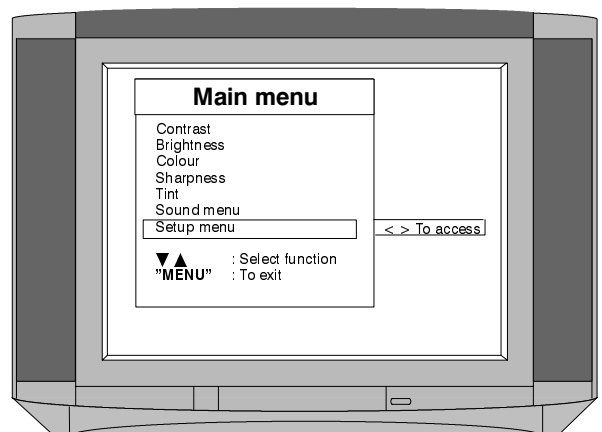 Main menu
Contrast
Brightness
Colour
Sharpness
Tint
Sound menu
Setup menu
< > To access
▼▲ : Select function
”MENU” : To exit